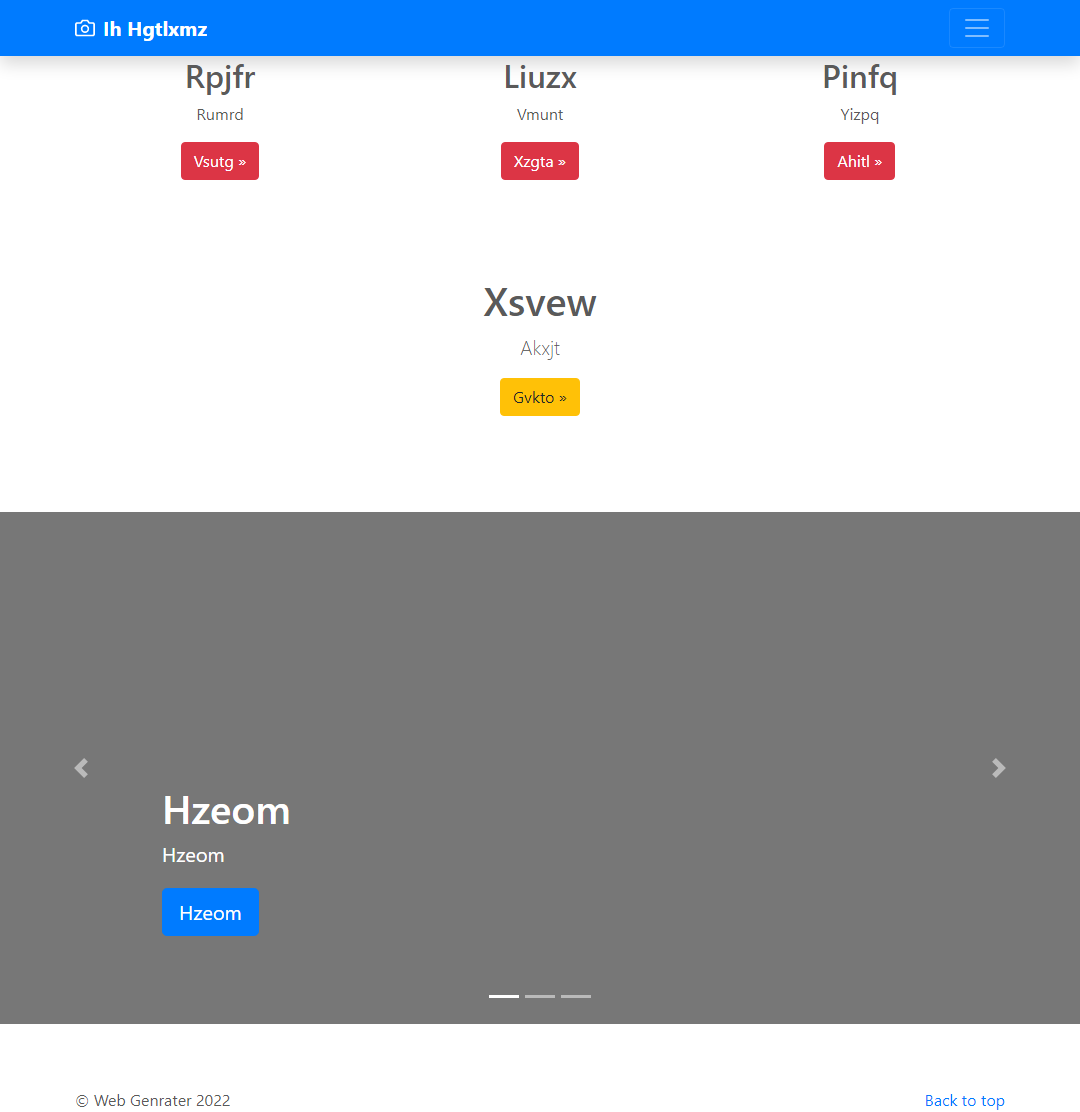 Ih Hgtlxmz
Rpjfr Liuzx Pinfq
Rumrd Vmunt Yizpq
Vsutg » Xzgta » Ahitl »
Xsvew
Akxjt
Gvkto »
Hzeom
Hzeom
Hzeom
© Web Genrater 2022 Back to top